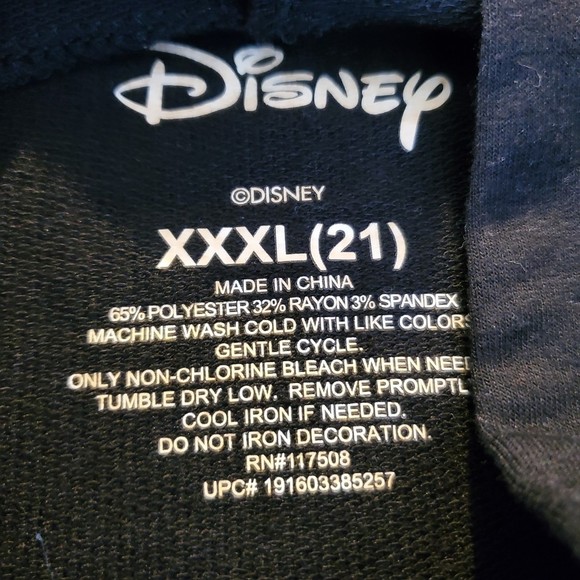 Disney
©DISNEY
XXXL(21)
MADE IN CHINA
65% POLYESTER 32% RAYON 3% SPANDEX
MACHINE WASH COLD WITH LIKE COLORS
GENTLE CYCLE.
ONLY NON-CHLORINE BLEACH WHEN NEE
TUMBLE DRY LOW. REMOVE PROMPTL
COOL IRON IF NEEDED.
DO NOT IRON DECORATION.
RN#117508
UPC# 191603385257